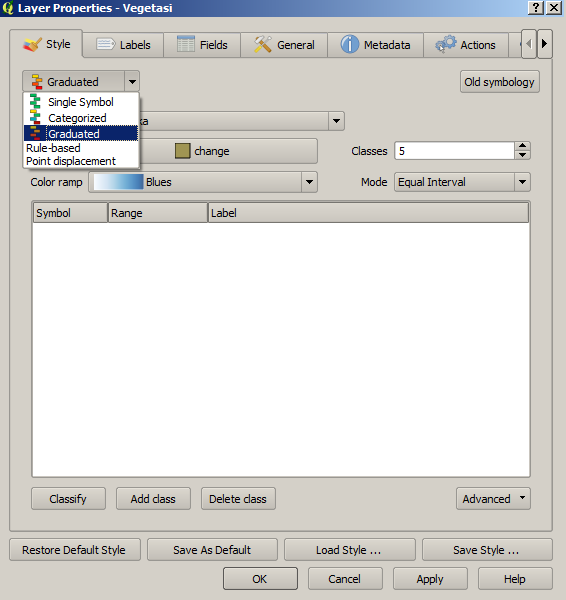 Layer Properties - Vegetasi
Style Labels Fields General Metadata Actions
Graduated Old symbology
Single Symbol
Categorized
ka
Graduated
Rule-based
Point displacement
change Classes 5
Color ramp Blues Mode Equal Interval
Symbol Range Label
Classify Add class Delete class Advanced
Restore Default Style Save As Default Load Style ... Save Style ...
OK Cancel Apply Help